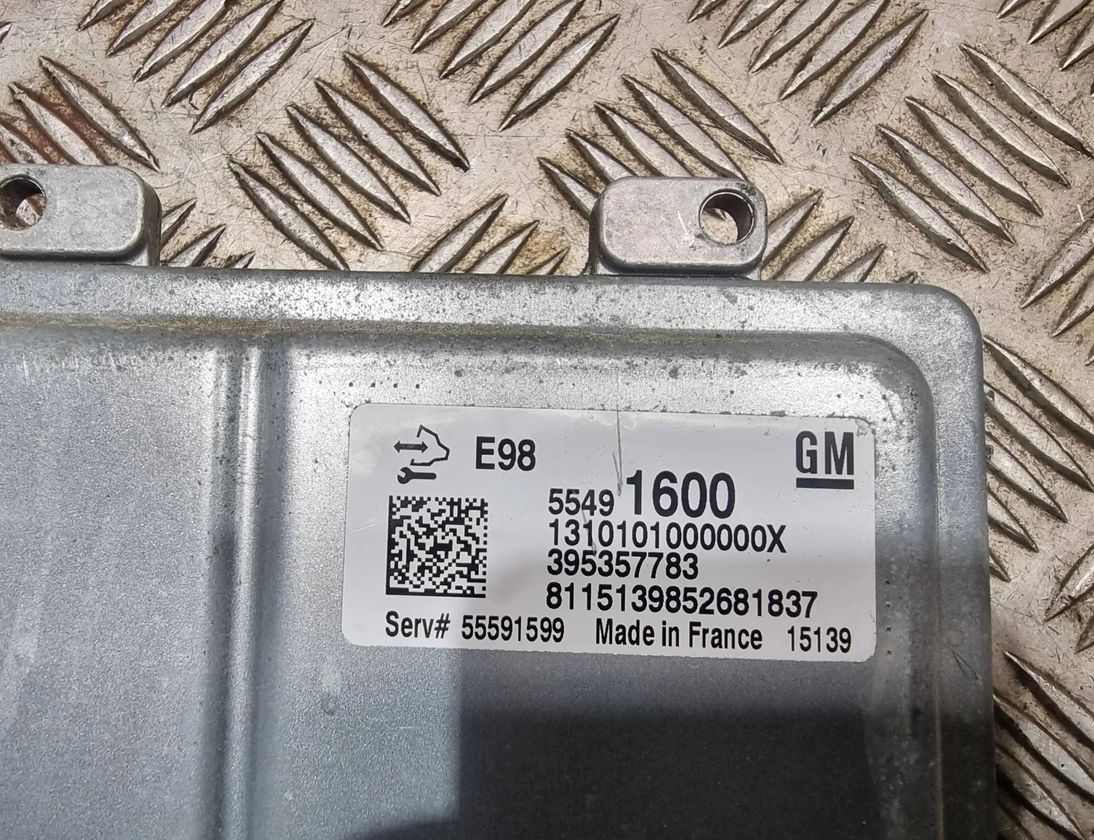 E98 GM
5549 1600
1310101000000X
395357783
8115139852681837
Serv# 55591599 Made in France 15139